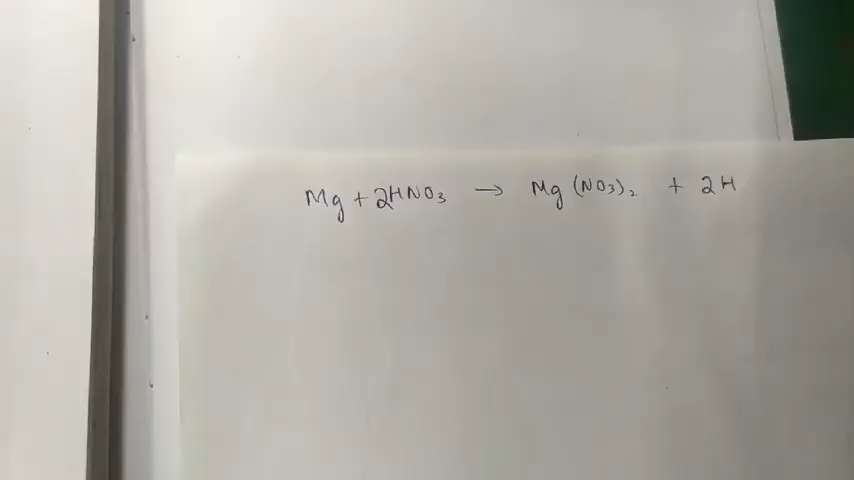 Mg + 2HNO3 → Mg (NO3)2 + 2H